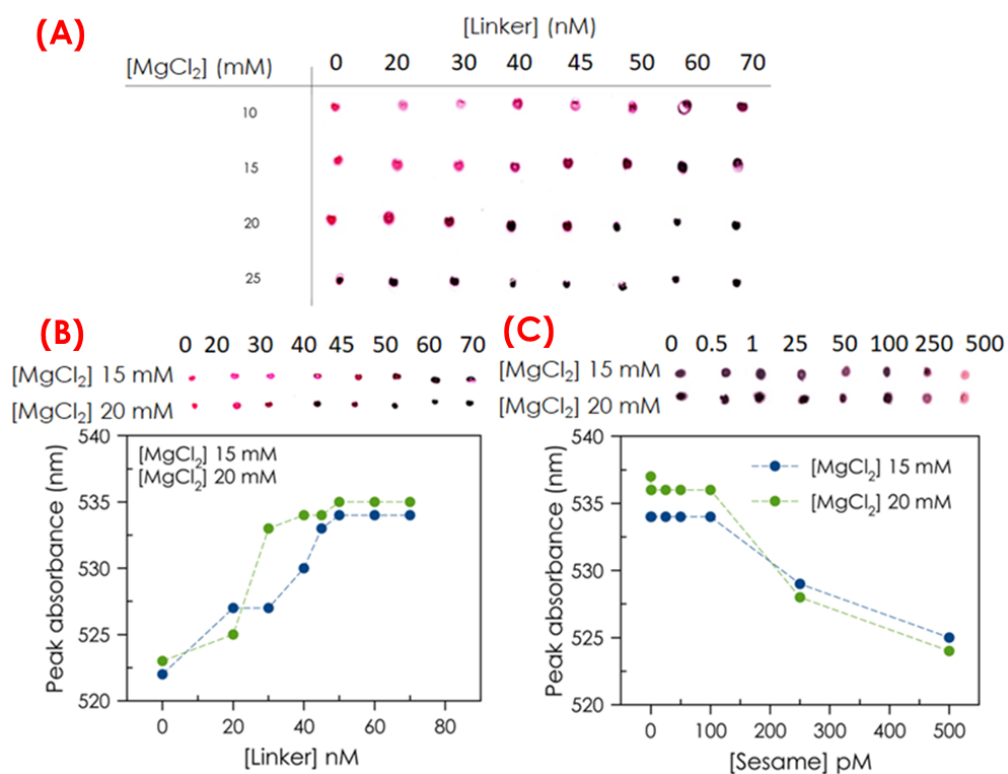 (A)
[Linker] (nM)
[MgCl₂] (mM) 0 20 30 40 45 50 60 70
10
15
20
25
(B)
0 20 30 40 45 50 60 70
[MgCl₂] 15 mM
[MgCl₂] 20 mM
540
535
530
525
520
Peak absorbance (nm)
[MgCl₂] 15 mM
[MgCl₂] 20 mM
0 20 40 60 80
[Linker] nM
(C)
0 0.5 1 25 50 100 250 500
[MgCl₂] 15 mM
[MgCl₂] 20 mM
540
535
530
525
520
Peak absorbance (nm)
[MgCl₂] 15 mM
[MgCl₂] 20 mM
0 100 200 300 400 500
[Sesame] pM